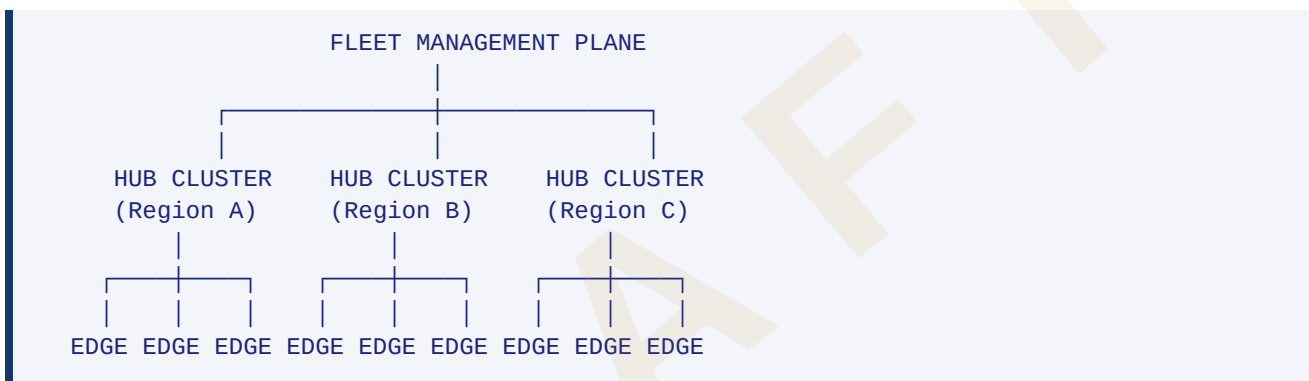 FLEET MANAGEMENT PLANE
HUB CLUSTER HUB CLUSTER HUB CLUSTER
(Region A) (Region B) (Region C)
EDGE EDGE EDGE EDGE EDGE EDGE EDGE EDGE EDGE
A F